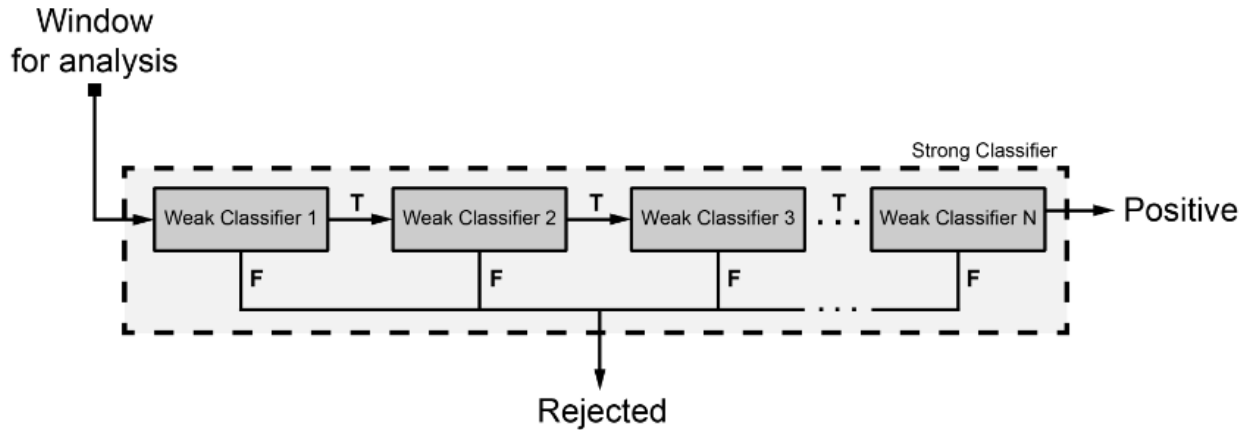 Window
for analysis
Strong Classifier
Weak Classifier 1
T
Weak Classifier 2
T
Weak Classifier 3
. T .
. . .
Weak Classifier N
Positive
F
F
F
F
. . .
Rejected